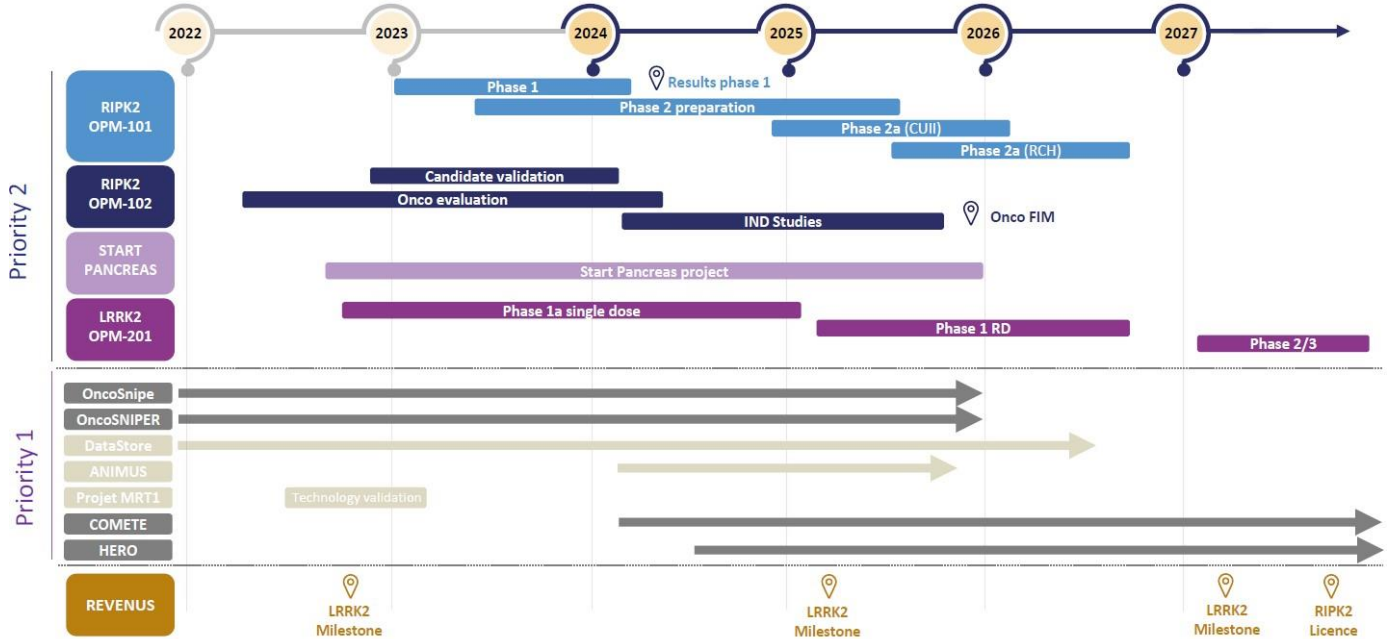 2022
2023
2024
2025
2026
2027
Priority 2
RIPK2
OPM-101
Phase 1
Results phase 1
Phase 2 preparation
Phase 2a (CUII)
Phase 2a (RCH)
RIPK2
OPM-102
Candidate validation
Onco evaluation
IND Studies
Onco FIM
START
PANCREAS
Start Pancreas project
LRRK2
OPM-201
Phase 1a single dose
Phase 1 RD
Phase 2/3
Priority 1
OncoSnipe
OncoSNIPER
DataStore
ANIMUS
Projet MRT1
Technology validation
COMETE
HERO
REVENUS
LRRK2
Milestone
LRRK2
Milestone
LRRK2
Milestone
RIPK2
Licence